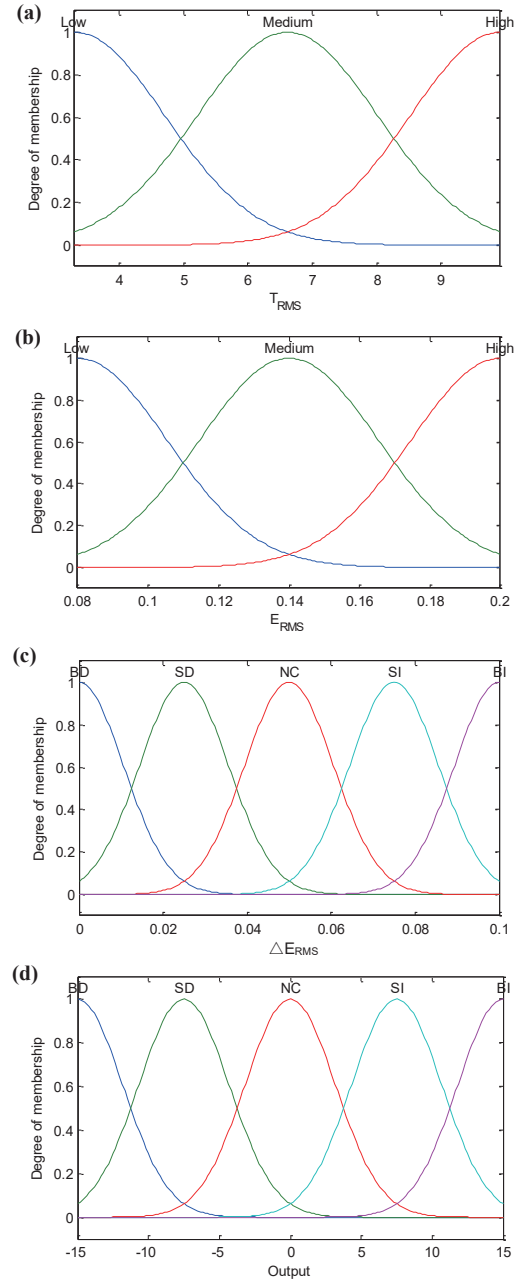 (a)
Low Medium High
1
0.8
0.6
0.4
0.2
0
Degree of membership
4 5 6 7 8 9
TRMS
(b)
Low Medium High
1
0.8
0.6
0.4
0.2
0
Degree of membership
0.08 0.1 0.12 0.14 0.16 0.18 0.2
ERMS
(c)
BD SD NC SI BI
1
0.8
0.6
0.4
0.2
0
Degree of membership
0 0.02 0.04 0.06 0.08 0.1
△ERMS
(d)
BD SD NC SI BI
1
0.8
0.6
0.4
0.2
0
Degree of membership
-15 -10 -5 0 5 10 15
Output